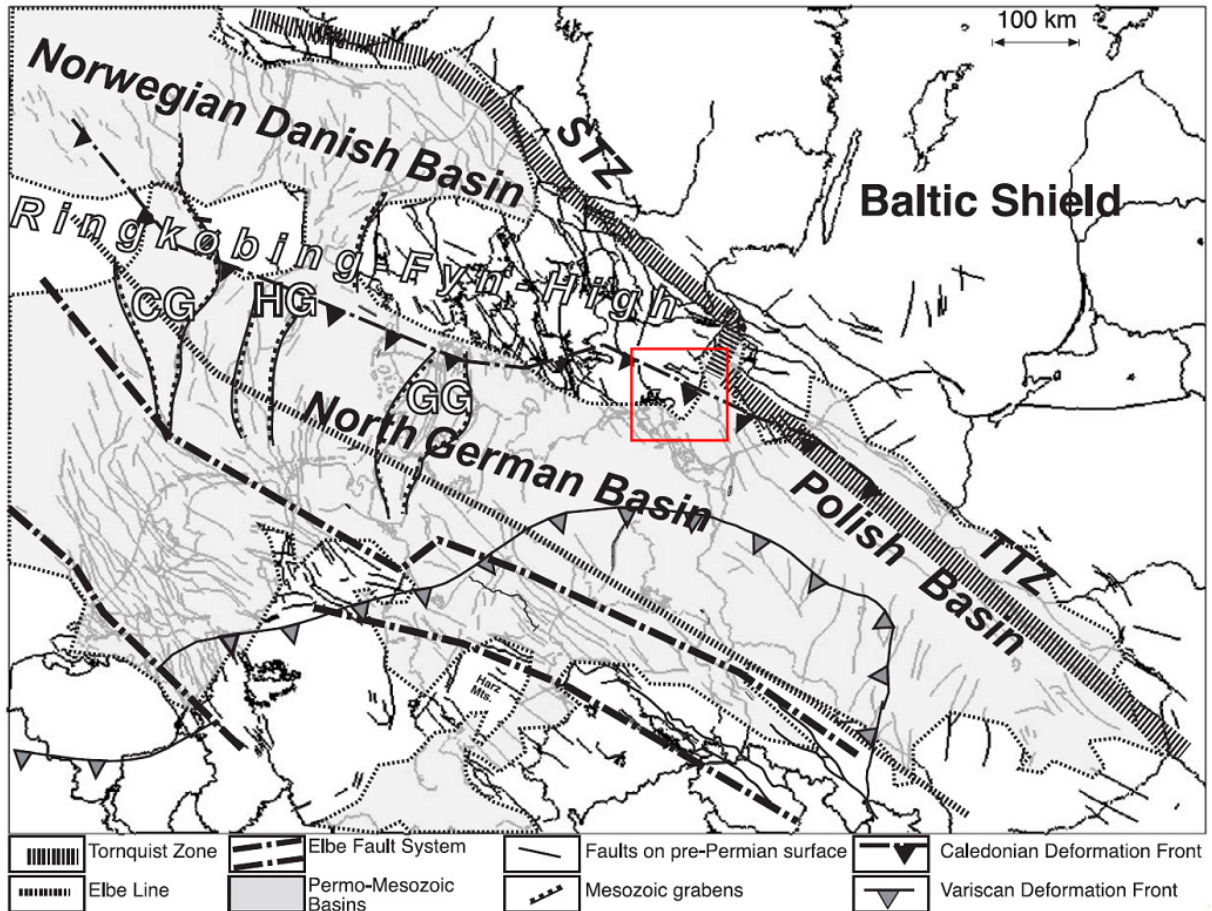 100 km
Norwegian Danish Basin
STZ
Baltic Shield
Ringkobing-Fyn-High
CG
HG
GG
North German Basin
Polish Basin
TTZ
Harz
Mts.
Tornquist Zone
Elbe Fault System
Faults on pre-Permian surface
Caledonian Deformation Front
Elbe Line
Permo-Mesozoic
Basins
Mesozoic grabens
Variscan Deformation Front